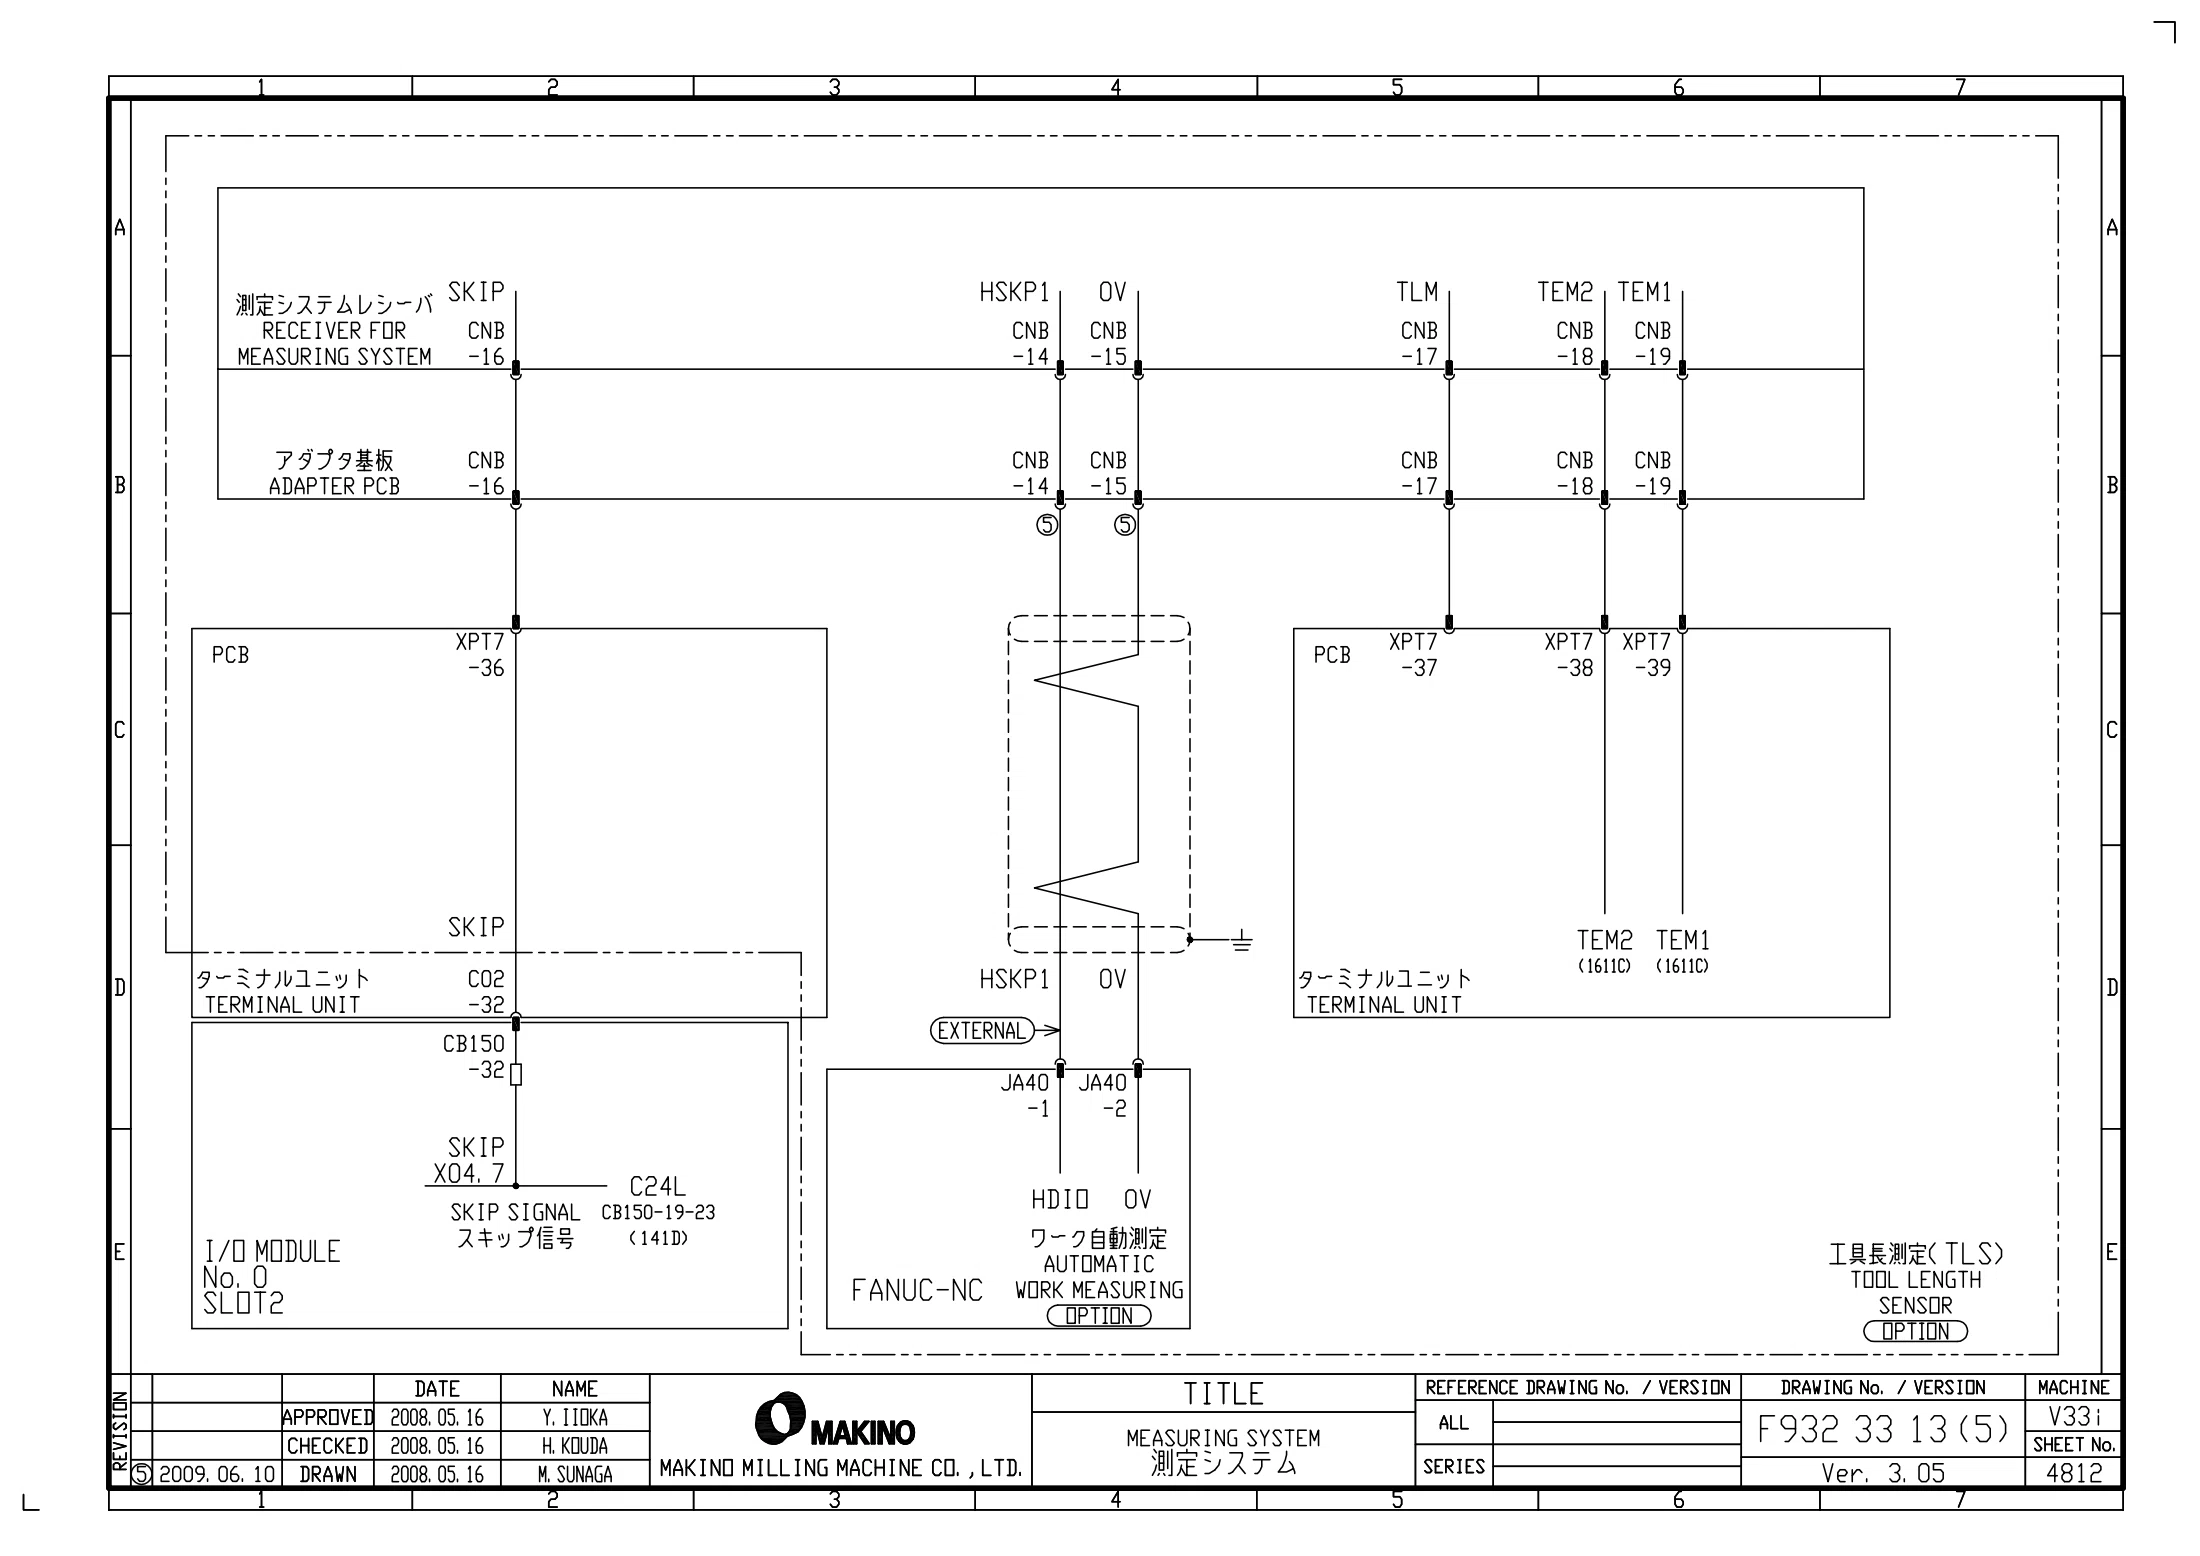 1 2 3 4 5 6 7
A A
SKIP HSKP1 0V TLM TEM2 TEM1
測定システムレシーバ
RECEIVER FOR CNB CNB CNB CNB CNB CNB
MEASURING SYSTEM -16 -14 -15 -17 -18 -19
アダプタ基板 CNB CNB CNB CNB CNB CNB
ADAPTER PCB -16 -14 -15 -17 -18 -19
B B
⑤ ⑤
PCB XPT7 PCB XPT7 XPT7 XPT7
-36 -37 -38 -39
C C
SKIP TEM2 TEM1
(1611C) (1611C)
ターミナルユニット C02 HSKP1 0V ターミナルユニット
TERMINAL UNIT -32 TERMINAL UNIT
D D
EXTERNAL
CB150
-32
JA40 JA40
-1 -2
SKIP
X04.7
C24L
SKIP SIGNAL CB150-19-23
スキップ信号 (141D)
HDI0 0V
ワーク自動測定
AUTOMATIC
WORK MEASURING
OPTION
FANUC-NC
I/O MODULE
No.0
SLOT2
E E
工具長測定(TLS)
TOOL LENGTH
SENSOR
OPTION
REVISION
DATE NAME
APPROVED 2008.05.16 Y.IIOKA
CHECKED 2008.05.16 H.KOUDA
⑤ 2009.06.10 DRAWN 2008.05.16 M.SUNAGA
MAKINO
MAKINO MILLING MACHINE CO.,LTD.
TITLE
MEASURING SYSTEM
測定システム
REFERENCE DRAWING No. / VERSION
ALL
SERIES
DRAWING No. / VERSION
F932 33 13(5)
Ver. 3.05
MACHINE
V33i
SHEET No.
4812
1 2 3 4 5 6 7